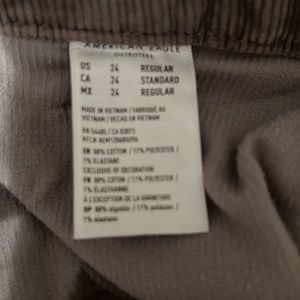 AMERICAN EAGLE
OUTFITTERS
US 24 REGULAR
CA 24 STANDARD
MX 24 REGULAR
MADE IN VIETNAM / FABRIQUÉ AU
VIETNAM / HECHO EN VIETNAM
RN 54485 / CA 03073
EN 88% COTTON / 11% POLYESTER /
1% ELASTANE
EXCLUSIVE OF DECORATION
FR 88% COTON / 11% POLYESTER /
1% ELASTHANNE
À L'EXCEPTION DE LA GARNITURE
SP 88% algodón / 11% poliéster /
1% elastano